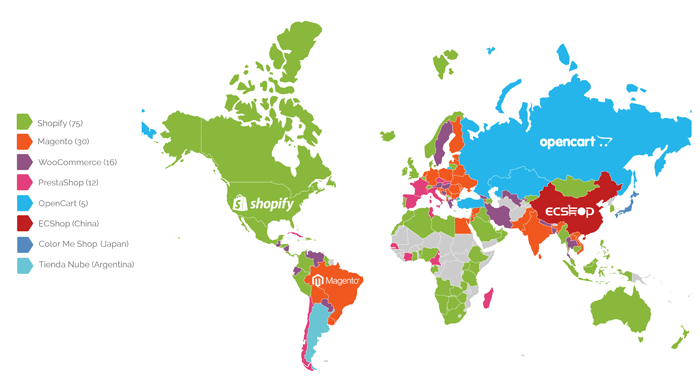 Shopify (75)
Magento (30)
WooCommerce (16)
PrestaShop (12)
OpenCart (5)
ECShop (China)
Color Me Shop (Japan)
Tienda Nube (Argentina)
shopify
opencart
ECSHOP
Magento